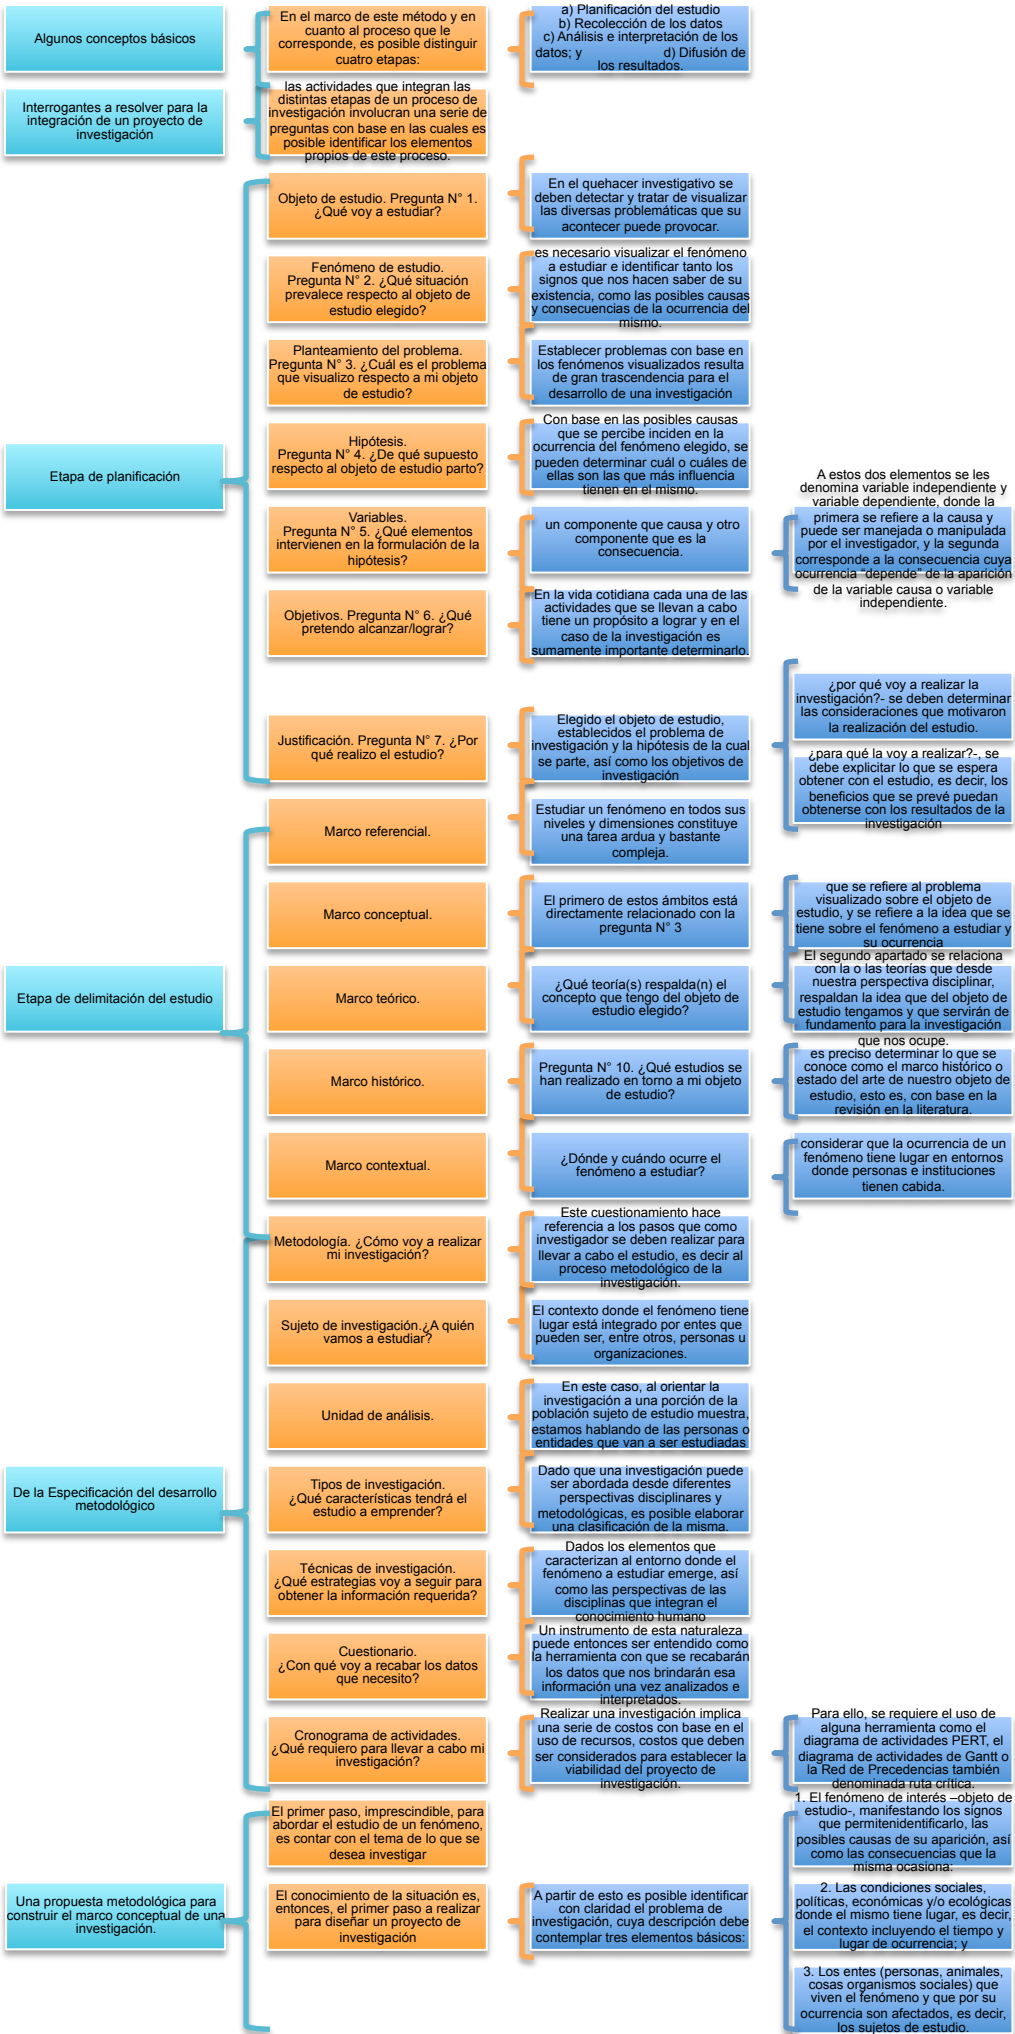 Algunos conceptos básicos
En el marco de este método y en
cuanto al proceso que le
corresponde, es posible distinguir
cuatro etapas:
a) Planificación del estudio
b) Recolección de los datos
c) Análisis e interpretación de los
datos; y d) Difusión de
los resultados.
Interrogantes a resolver para la
integración de un proyecto de
investigación
las actividades que integran las
distintas etapas de un proceso de
investigación involucran una serie de
preguntas con base en las cuales es
posible identificar los elementos
propios de este proceso.
Etapa de planificación
Objeto de estudio. Pregunta N° 1.
¿Qué voy a estudiar?
En el quehacer investigativo se
deben detectar y tratar de visualizar
las diversas problemáticas que su
acontecer puede provocar.
Fenómeno de estudio.
Pregunta N° 2. ¿Qué situación
prevalece respecto al objeto de
estudio elegido?
es necesario visualizar el fenómeno
a estudiar e identificar tanto los
signos que nos hacen saber de su
existencia, como las posibles causas
y consecuencias de la ocurrencia del
mismo.
Planteamiento del problema.
Pregunta N° 3. ¿Cuál es el problema
que visualizo respecto a mi objeto
de estudio?
Establecer problemas con base en
los fenómenos visualizados resulta
de gran trascendencia para el
desarrollo de una investigación
Hipótesis.
Pregunta N° 4. ¿De qué supuesto
respecto al objeto de estudio parto?
Con base en las posibles causas
que se percibe inciden en la
ocurrencia del fenómeno elegido, se
pueden determinar cuál o cuáles de
ellas son las que más influencia
tienen en el mismo.
Variables.
Pregunta N° 5. ¿Qué elementos
intervienen en la formulación de la
hipótesis?
un componente que causa y otro
componente que es la
consecuencia.
A estos dos elementos se les
denomina variable independiente y
variable dependiente, donde la
primera se refiere a la causa y
puede ser manejada o manipulada
por el investigador, y la segunda
corresponde a la consecuencia cuya
ocurrencia “depende” de la aparición
de la variable causa o variable
independiente.
Objetivos. Pregunta N° 6. ¿Qué
pretendo alcanzar/lograr?
En la vida cotidiana cada una de las
actividades que se llevan a cabo
tiene un propósito a lograr y en el
caso de la investigación es
sumamente importante determinarlo.
Justificación. Pregunta N° 7. ¿Por
qué realizo el estudio?
Elegido el objeto de estudio,
establecidos el problema de
investigación y la hipótesis de la cual
se parte, así como los objetivos de
investigación
¿por qué voy a realizar la
investigación?- se deben determinar
las consideraciones que motivaron
la realización del estudio.
¿para qué la voy a realizar?-, se
debe explicitar lo que se espera
obtener con el estudio, es decir, los
beneficios que se prevé puedan
obtenerse con los resultados de la
investigación
Etapa de delimitación del estudio
Marco referencial.
Estudiar un fenómeno en todos sus
niveles y dimensiones constituye
una tarea ardua y bastante
compleja.
Marco conceptual.
El primero de estos ámbitos está
directamente relacionado con la
pregunta N° 3
que se refiere al problema
visualizado sobre el objeto de
estudio, y se refiere a la idea que se
tiene sobre el fenómeno a estudiar y
su ocurrencia
Marco teórico.
¿Qué teoría(s) respalda(n) el
concepto que tengo del objeto de
estudio elegido?
El segundo apartado se relaciona
con la o las teorías que desde
nuestra perspectiva disciplinar,
respaldan la idea que del objeto de
estudio tengamos y que servirán de
fundamento para la investigación
que nos ocupe.
Marco histórico.
Pregunta N° 10. ¿Qué estudios se
han realizado en torno a mi objeto
de estudio?
es preciso determinar lo que se
conoce como el marco histórico o
estado del arte de nuestro objeto de
estudio, esto es, con base en la
revisión en la literatura.
Marco contextual.
¿Dónde y cuándo ocurre el
fenómeno a estudiar?
considerar que la ocurrencia de un
fenómeno tiene lugar en entornos
donde personas e instituciones
tienen cabida.
De la Especificación del desarrollo
metodológico
Metodología. ¿Cómo voy a realizar
mi investigación?
Este cuestionamiento hace
referencia a los pasos que como
investigador se deben realizar para
llevar a cabo el estudio, es decir al
proceso metodológico de la
investigación.
Sujeto de investigación.¿A quién
vamos a estudiar?
El contexto donde el fenómeno tiene
lugar está integrado por entes que
pueden ser, entre otros, personas u
organizaciones.
Unidad de análisis.
En este caso, al orientar la
investigación a una porción de la
población sujeto de estudio muestra,
estamos hablando de las personas o
entidades que van a ser estudiadas
Tipos de investigación.
¿Qué características tendrá el
estudio a emprender?
Dado que una investigación puede
ser abordada desde diferentes
perspectivas disciplinares y
metodológicas, es posible elaborar
una clasificación de la misma.
Técnicas de investigación.
¿Qué estrategias voy a seguir para
obtener la información requerida?
Dados los elementos que
caracterizan al entorno donde el
fenómeno a estudiar emerge, así
como las perspectivas de las
disciplinas que integran el
conocimiento humano
Cuestionario.
¿Con qué voy a recabar los datos
que necesito?
Un instrumento de esta naturaleza
puede entonces ser entendido como
la herramienta con que se recabarán
los datos que nos brindarán esa
información una vez analizados e
interpretados.
Cronograma de actividades.
¿Qué requiero para llevar a cabo mi
investigación?
Realizar una investigación implica
una serie de costos con base en el
uso de recursos, costos que deben
ser considerados para establecer la
viabilidad del proyecto de
investigación.
Para ello, se requiere el uso de
alguna herramienta como el
diagrama de actividades PERT, el
diagrama de actividades de Gantt o
la Red de Precedencias también
denominada ruta crítica.
Una propuesta metodológica para
construir el marco conceptual de una
investigación.
El primer paso, imprescindible, para
abordar el estudio de un fenómeno,
es contar con el tema de lo que se
desea investigar
El conocimiento de la situación es,
entonces, el primer paso a realizar
para diseñar un proyecto de
investigación
A partir de esto es posible identificar
con claridad el problema de
investigación, cuya descripción debe
contemplar tres elementos básicos:
1. El fenómeno de interés –objeto de
estudio-, manifestando los signos
que permitenidentificarlo, las
posibles causas de su aparición, así
como las consecuencias que la
misma ocasiona:
2. Las condiciones sociales,
políticas, económicas y/o ecológicas
donde el mismo tiene lugar, es decir,
el contexto incluyendo el tiempo y
lugar de ocurrencia; y
3. Los entes (personas, animales,
cosas organismos sociales) que
viven el fenómeno y que por su
ocurrencia son afectados, es decir,
los sujetos de estudio.